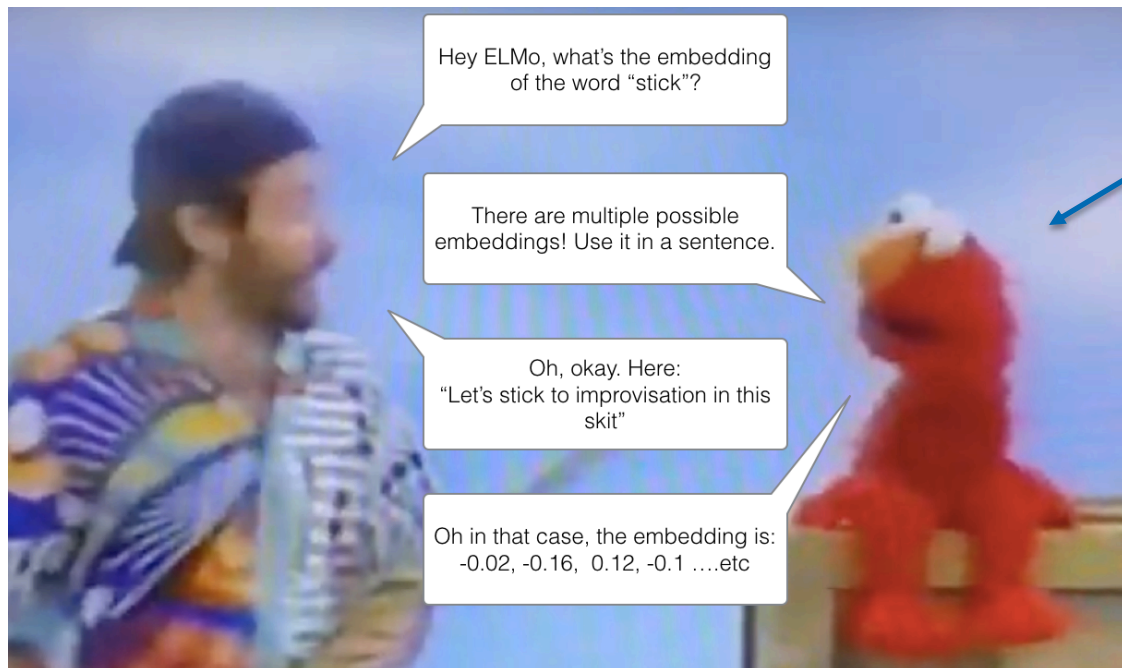 Hey ELMo, what’s the embedding
of the word “stick”?
There are multiple possible
embeddings! Use it in a sentence.
Oh, okay. Here:
“Let’s stick to improvisation in this
skit”
Oh in that case, the embedding is:
-0.02, -0.16,  0.12, -0.1 ….etc